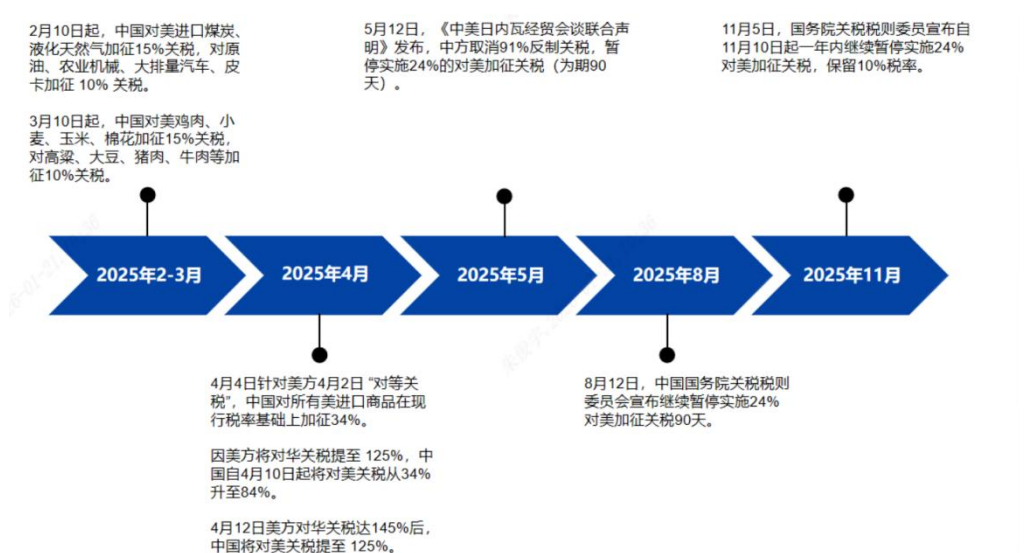 2月10日起，中国对美进口煤炭、
液化天然气加征15%关税，对原
油、农业机械、大排量汽车、皮
卡加征 10% 关税。
3月10日起，中国对美鸡肉、小
麦、玉米、棉花加征15%关税，
对高粱、大豆、猪肉、牛肉等加
征10%关税。
5月12日，《中美日内瓦经贸会谈联合声
明》发布，中方取消91%反制关税，暂
停实施24%的对美加征关税（为期90
天）。
11月5日，国务院关税税则委员宣布自
11月10日起一年内继续暂停实施24%
对美加征关税，保留10%税率。
2025年2-3月
2025年4月
2025年5月
2025年8月
2025年11月
4月4日针对美方4月2日 “对等关
税”，中国对所有美进口商品在现
行税率基础上加征34%。
因美方将对华关税提至 125%，中
国自4月10日起将对美关税从34%
升至84%。
4月12日美方对华关税达145%后，
中国将对美关税提至 125%。
8月12日，中国国务院关税税则
委员会宣布继续暂停实施24%
对美加征关税90天。